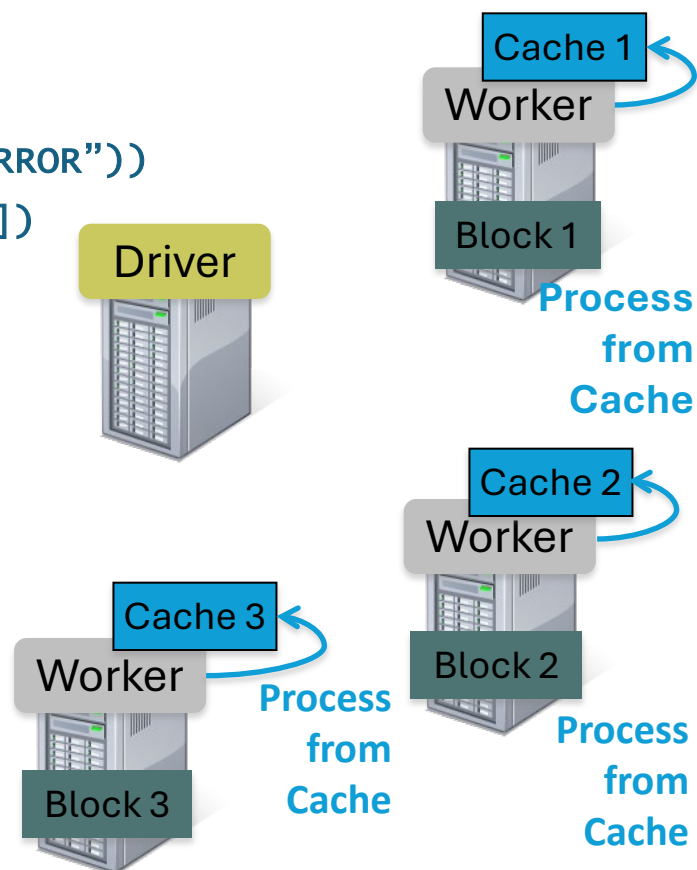 Cache 1
Worker
RROR”))
])
Driver
Block 1
Process
from
Cache
Cache 2
Worker
Cache 3
Worker
Block 2
Process
from
Cache
Process
from
Cache
Block 3